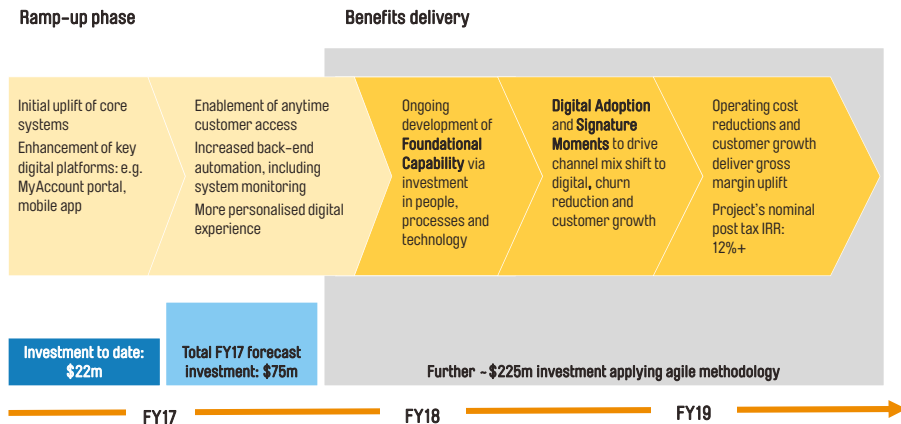 Ramp-up phase
Benefits delivery
Initial uplift of core
systems
Enhancement of key
digital platforms: e.g.
MyAccount portal,
mobile app
Enablement of anytime
customer access
Increased back-end
automation, including
system monitoring
More personalised digital
experience
Ongoing
development of
Foundational
Capability via
investment
in people,
processes and
technology
Digital Adoption
and Signature
Moments to drive
channel mix shift to
digital, churn
reduction and
customer growth
Operating cost
reductions and
customer growth
deliver gross
margin uplift
Project's nominal
post tax IRR:
12%+
Investment to date:
$22m
Total FY17 forecast
investment: $75m
Further ~$225m investment applying agile methodology
FY17
FY18
FY19